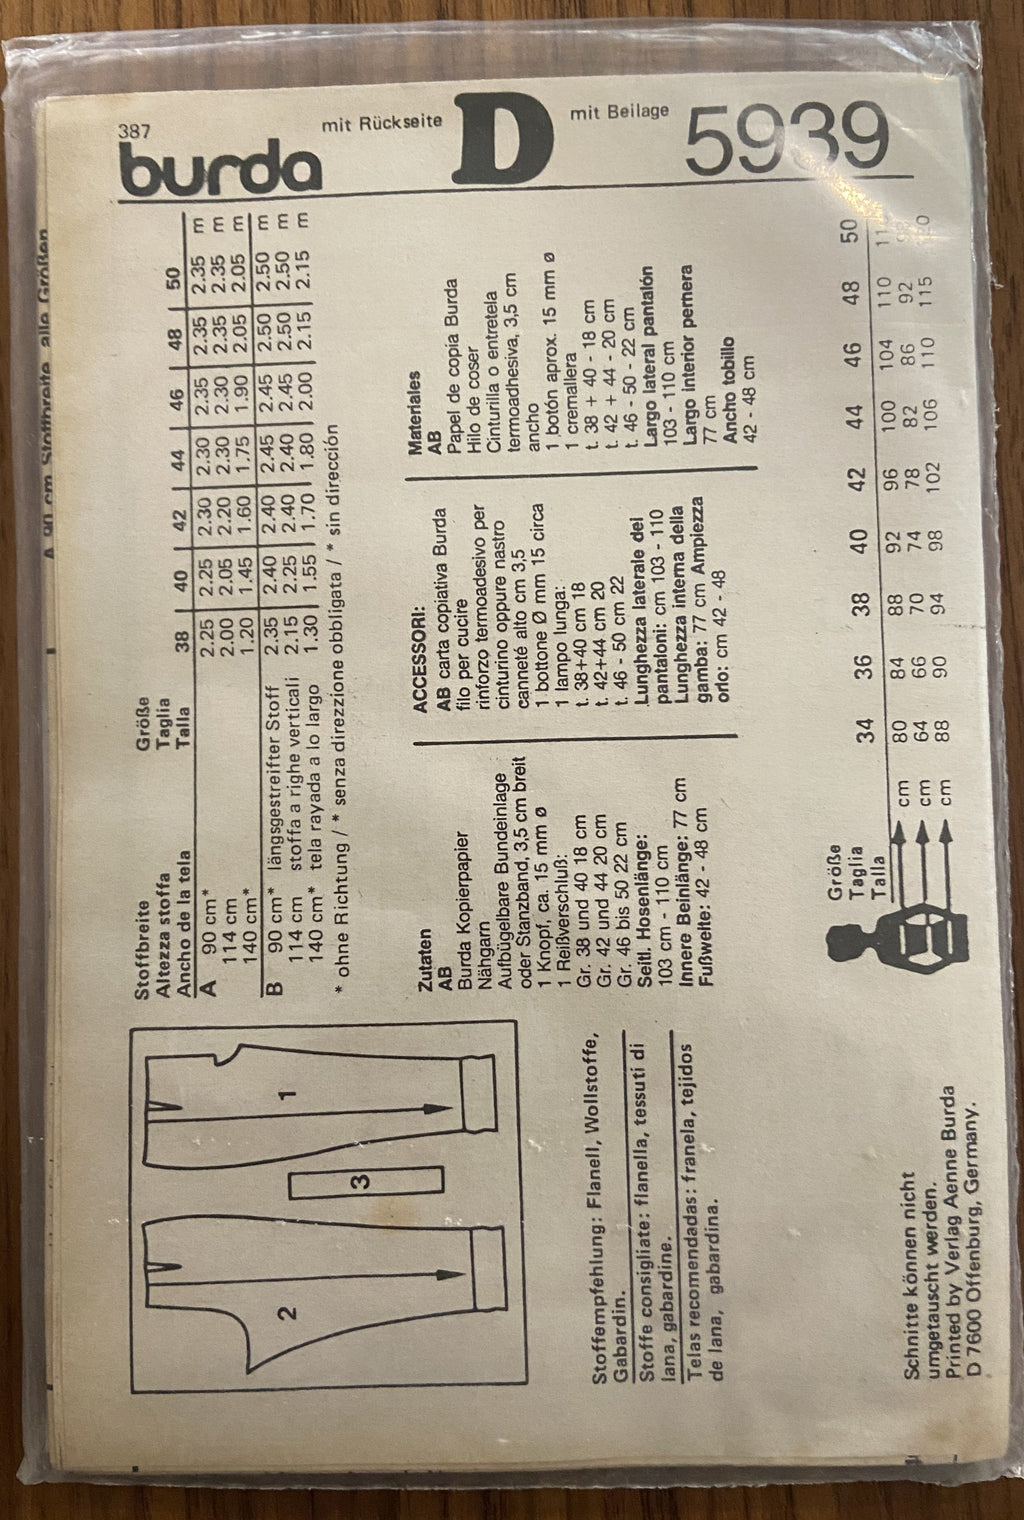 387
burda
mit Rückseite
D
mit Beilage
5939
A 90 cm Stoffbreite alle Größen
Stoffbreite Größe
Altezza stoffa Taglia
Ancho de la tela Talla 38 40 42 44 46 48 50
A 90 cm* 2.25 2.25 2.30 2.30 2.35 2.35 2.35 m
114 cm 2.00 2.05 2.20 2.30 2.30 2.35 2.35 m
140 cm* 1.20 1.45 1.60 1.75 1.90 2.05 2.05 m
B 90 cm* längsgestreifter Stoff 2.35 2.40 2.40 2.45 2.45 2.50 2.50 m
114 cm stoffa a righe verticali 2.15 2.25 2.40 2.40 2.45 2.50 2.50 m
140 cm* tela rayada a lo largo 1.30 1.55 1.70 1.80 2.00 2.15 2.15 m
* ohne Richtung / * senza direzzione obbligata / * sin dirección
1
2
3
Zutaten
AB
Burda Kopierpapier
Nähgarn
Aufbügelbare Bundeinlage
oder Stanzband, 3,5 cm breit
1 Knopf, ca. 15 mm ø
1 Reißverschluß:
Gr. 38 und 40 18 cm
Gr. 42 und 44 20 cm
Gr. 46 bis 50 22 cm
Seitl. Hosenlänge:
103 cm - 110 cm
Innere Beinlänge: 77 cm
Fußweite: 42 - 48 cm
ACCESSORI:
AB carta copiativa Burda
filo per cucire
rinforzo termoadesivo per
cinturino oppure nastro
canneté alto cm 3,5
1 bottone Ø mm 15 circa
1 lampo lunga:
t. 38+40 cm 18
t. 42+44 cm 20
t. 46 - 50 cm 22
Lunghezza laterale dei
pantaloni: cm 103 - 110
Lunghezza interna della
gamba: 77 cm Ampiezza
orlo: cm 42 - 48
Materiales
AB
Papel de copia Burda
Hilo de coser
Cinturilla o entretela
termoadhesiva, 3,5 cm
ancho
1 botón aprox. 15 mm ø
1 cremallera
t. 38 + 40 - 18 cm
t. 42 + 44 - 20 cm
t. 46 - 50 - 22 cm
Largo lateral pantalón
103 - 110 cm
Largo interior pernera
77 cm
Ancho tobillo
42 - 48 cm
Stoffempfehlung: Flanell, Wollstoffe,
Gabardin.
Stoffe consigliate: flanella, tessuti di
lana, gabardine.
Telas recomendadas: franela, tejidos
de lana, gabardina.
Größe
Taglia
Talla 34 36 38 40 42 44 46 48 50
cm 80 84 88 92 96 100 104 110
cm 64 66 70 74 78 82 86 92
cm 88 90 94 98 102 106 110 115
Schnitte können nicht
umgetauscht werden.
Printed by Verlag Aenne Burda
D 7600 Offenburg, Germany.